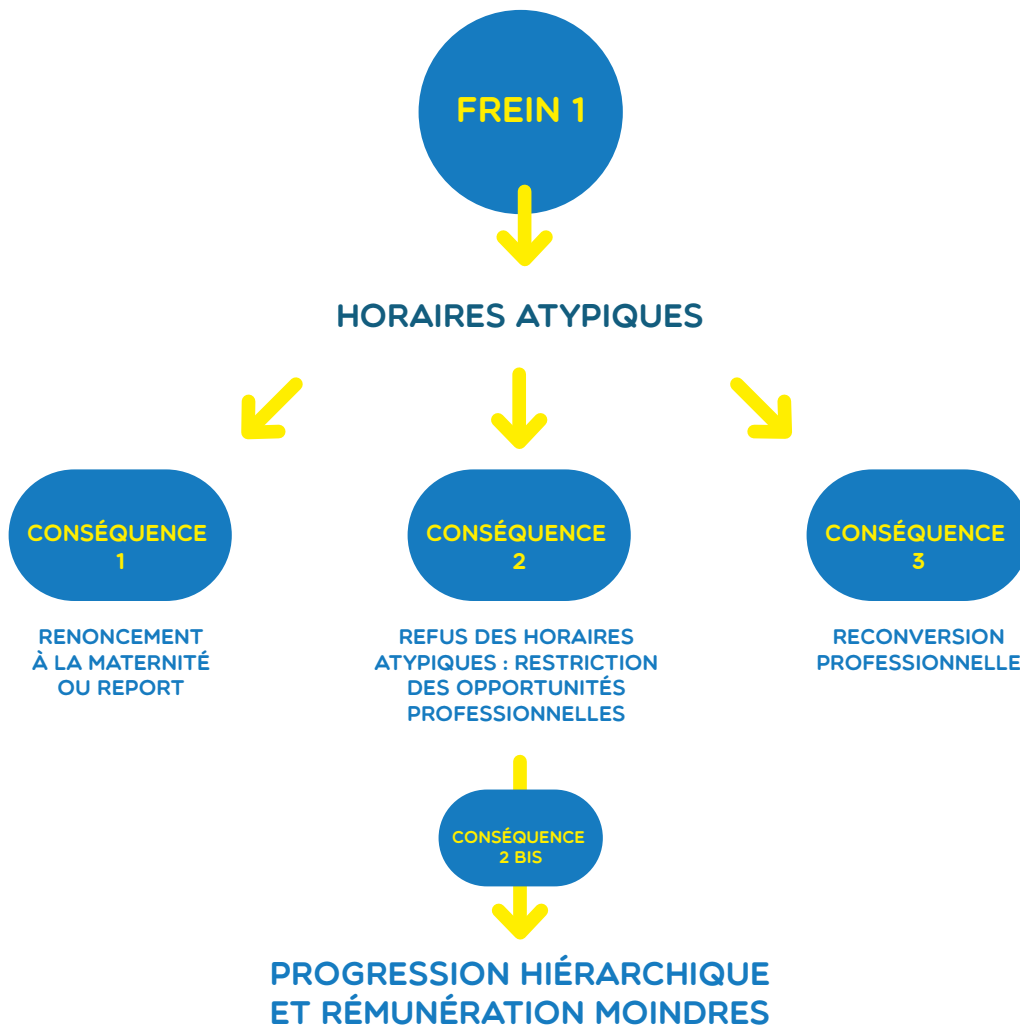 FREIN 1
HORAIRES ATYPIQUES
CONSÉQUENCE
1
RENONCEMENT
À LA MATERNITÉ
OU REPORT
CONSÉQUENCE
2
REFUS DES HORAIRES
ATYPIQUES : RESTRICTION
DES OPPORTUNITÉS
PROFESSIONNELLES
CONSÉQUENCE
3
RECONVERSION
PROFESSIONNELLE
CONSÉQUENCE
2 BIS
PROGRESSION HIÉRARCHIQUE
ET RÉMUNÉRATION MOINDRES